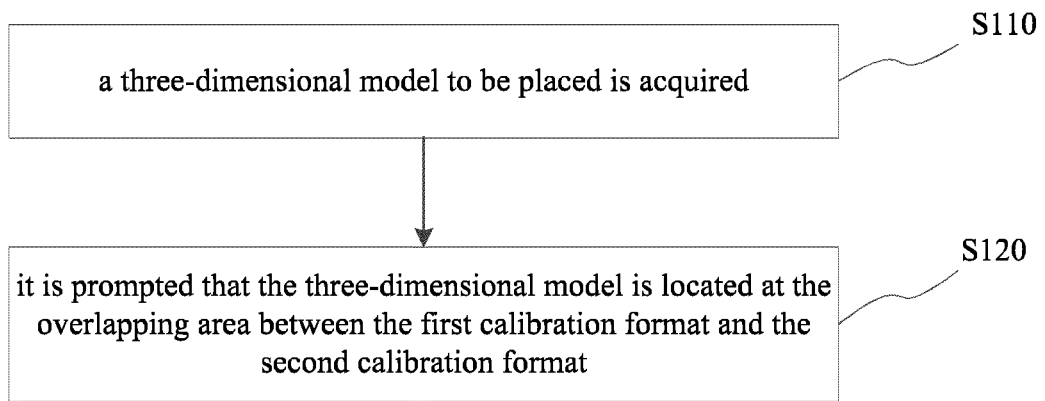 S110
a three-dimensional model to be placed is acquired
S120
it is prompted that the three-dimensional model is located at the
overlapping area between the first calibration format and the
second calibration format